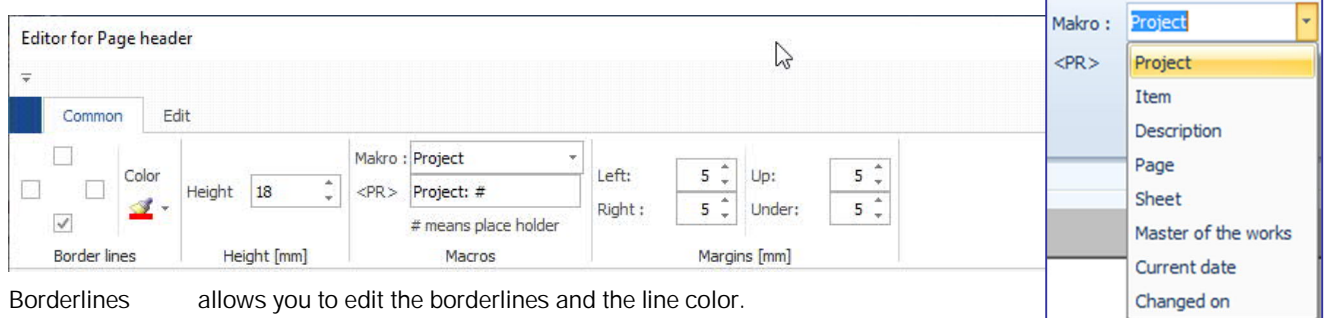 Editor for Page header
Common Edit
Color
Height 18
Makro : Project
<PR> Project: #
# means place holder
Left: 5 Up: 5
Right : 5 Under: 5
Border lines Height [mm] Macros Margins [mm]
Borderlines allows you to edit the borderlines and the line color.
Makro : Project
<PR> Project
Item
Description
Page
Sheet
Master of the works
Current date
Changed on